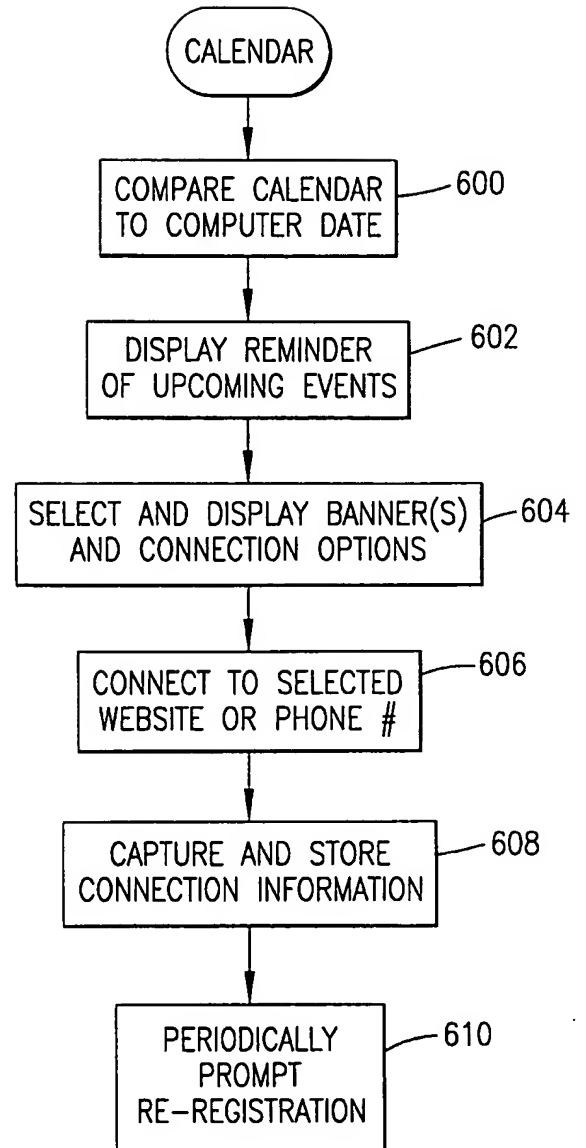 CALENDAR
COMPARE CALENDAR
TO COMPUTER DATE
600
DISPLAY REMINDER
OF UPCOMING EVENTS
602
SELECT AND DISPLAY BANNER(S)
AND CONNECTION OPTIONS
604
CONNECT TO SELECTED
WEBSITE OR PHONE #
606
CAPTURE AND STORE
CONNECTION INFORMATION
608
PERIODICALLY
PROMPT
RE-REGISTRATION
610